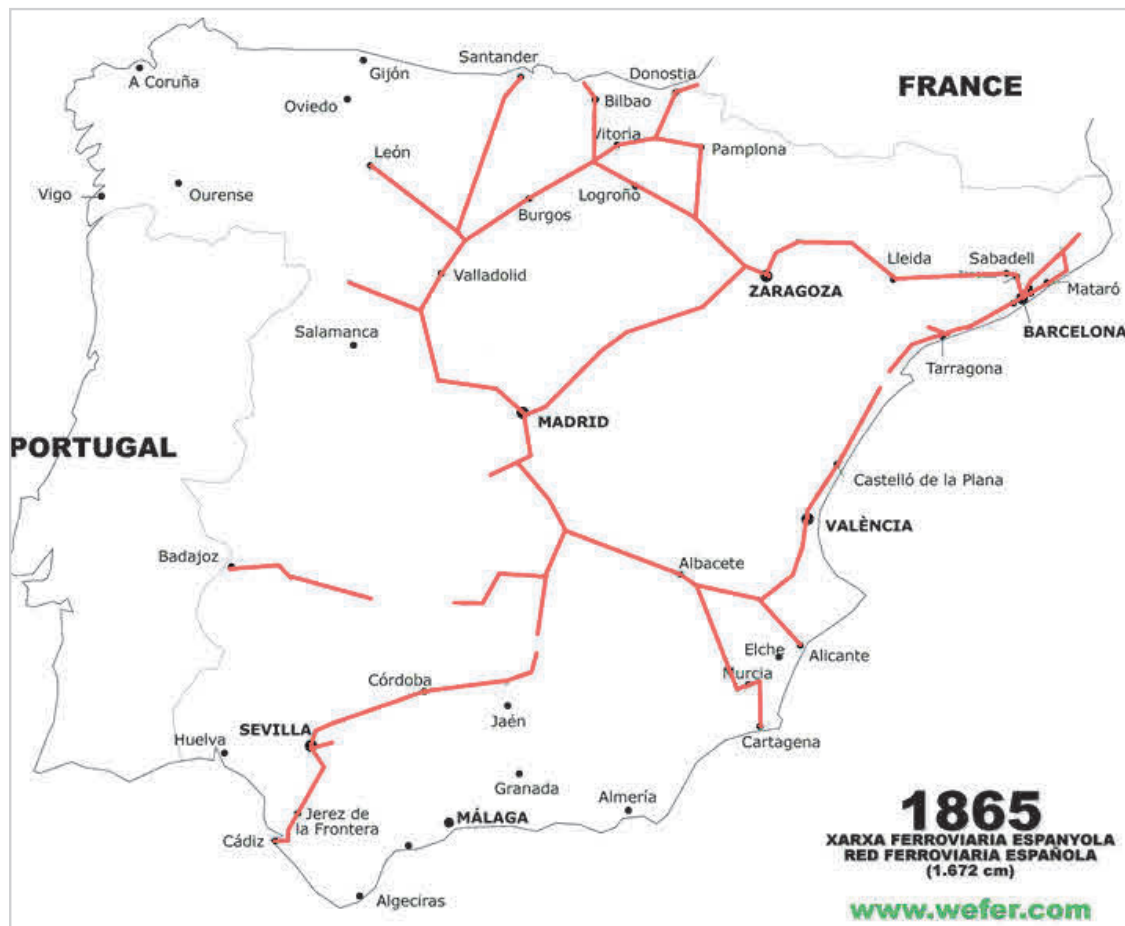 Santander
Donostia
A Coruña
Gijón
FRANCE
Oviedo
Bilbao
Vitoria
León
Pamplona
Vigo
Ourense
Logroño
Burgos
Valladolid
Lleida
Sabadell
ZARAGOZA
Mataró
BARCELONA
Salamanca
Tarragona
MADRID
PORTUGAL
Castelló de la Plana
VALÈNCIA
Badajoz
Albacete
Elche
Alicante
Murcia
Córdoba
Jaén
SEVILLA
Huelva
Cartagena
Granada
Almería
Jerez de
la Frontera
MÁLAGA
Cádiz
Algeciras
1865
XARXA FERROVIARIA ESPANYOLA
RED FERROVIARIA ESPAÑOLA
(1.672 cm)
www.wefer.com